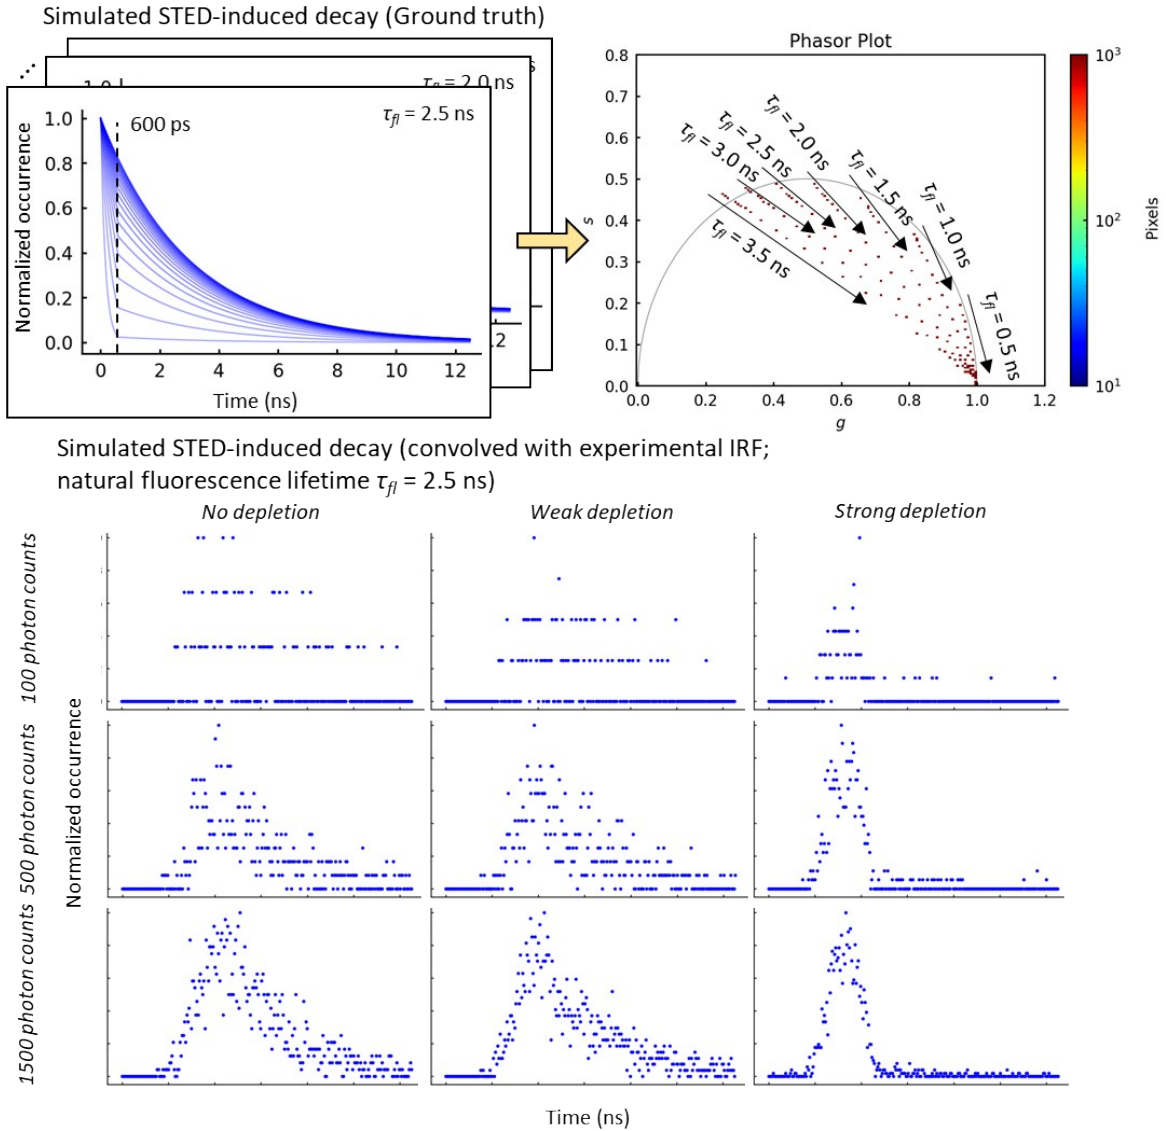 Simulated STED-induced decay (Ground truth)
s
1.0
τfl = 2.0 ns
τfl = 2.5 ns
600 ps
Normalized occurrence
1.0
0.8
0.6
0.4
0.2
0.0
0 2 4 6 8 10 12
Time (ns)
.2
Phasor Plot
0.8
0.7
0.6
0.5
0.4
0.3
0.2
0.1
0.0
s
0.0 0.2 0.4 0.6 0.8 1.0 1.2
g
τfl = 3.5 ns
τfl = 3.0 ns
τfl = 2.5 ns
τfl = 2.0 ns
τfl = 1.5 ns
τfl = 1.0 ns
τfl = 0.5 ns
10³
10²
10¹
Pixels
Simulated STED-induced decay (convolved with experimental IRF;
natural fluorescence lifetime τfl = 2.5 ns)
No depletion
Weak depletion
Strong depletion
100 photon counts
500 photon counts
1500 photon counts
Normalized occurrence
Time (ns)